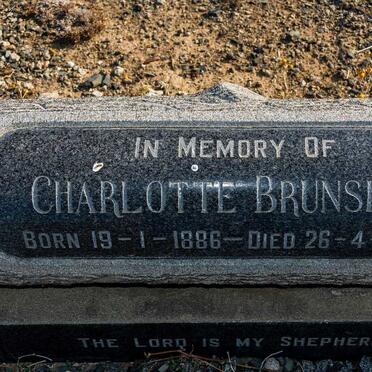 IN MEMORY OF
CHARLOTTE BRUNS
BORN 19-1-1886-DIED 26-4
THE LORD IS MY SHEPHER